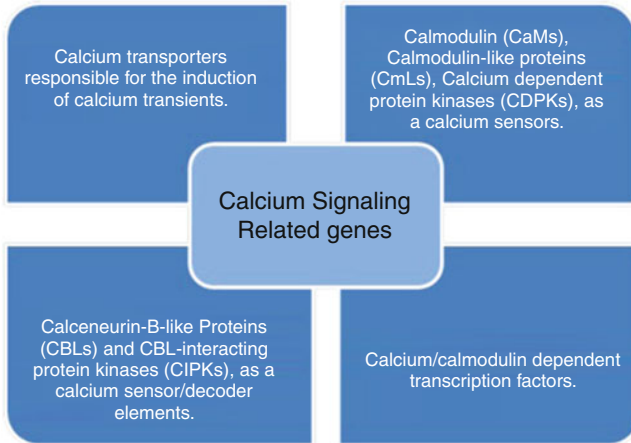 Calcium transporters
responsible for the induction
of calcium transients.
Calmodulin (CaMs),
Calmodulin-like proteins
(CmLs), Calcium dependent
protein kinases (CDPKs), as
a calcium sensors.
Calcium Signaling
Related genes
Calceneurin-B-like Proteins
(CBLs) and CBL-interacting
protein kinases (CIPKs), as a
calcium sensor/decoder
elements.
Calcium/calmodulin dependent
transcription factors.